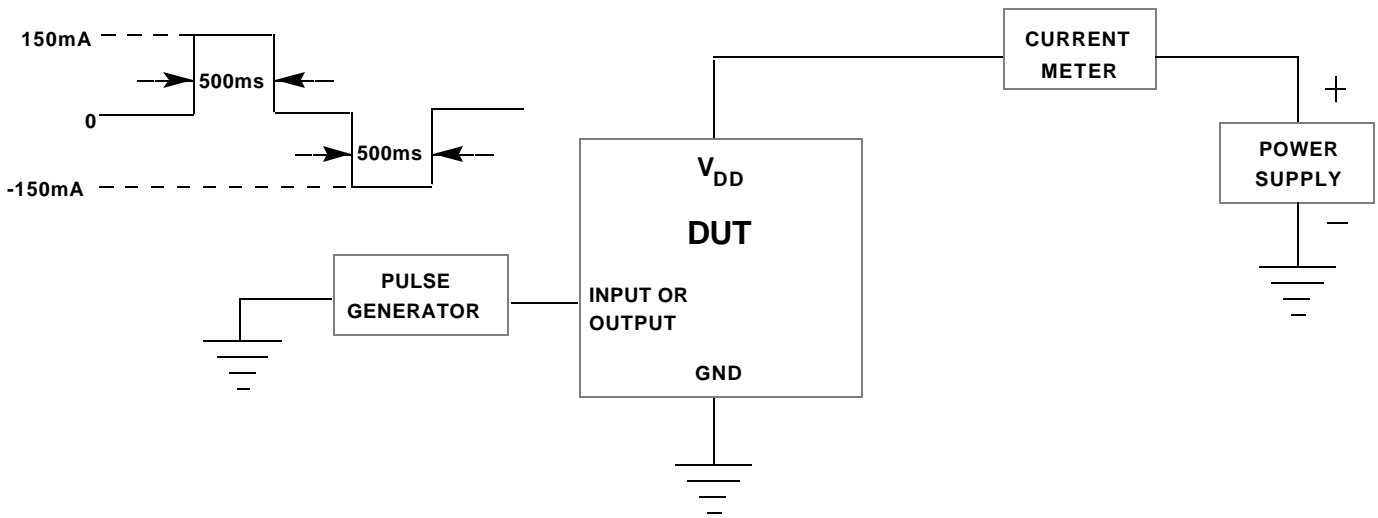 150mA
500ms
0
500ms
-150mA
CURRENT
METER
+
POWER
SUPPLY
−
VDD
DUT
PULSE
GENERATOR
INPUT OR
OUTPUT
GND